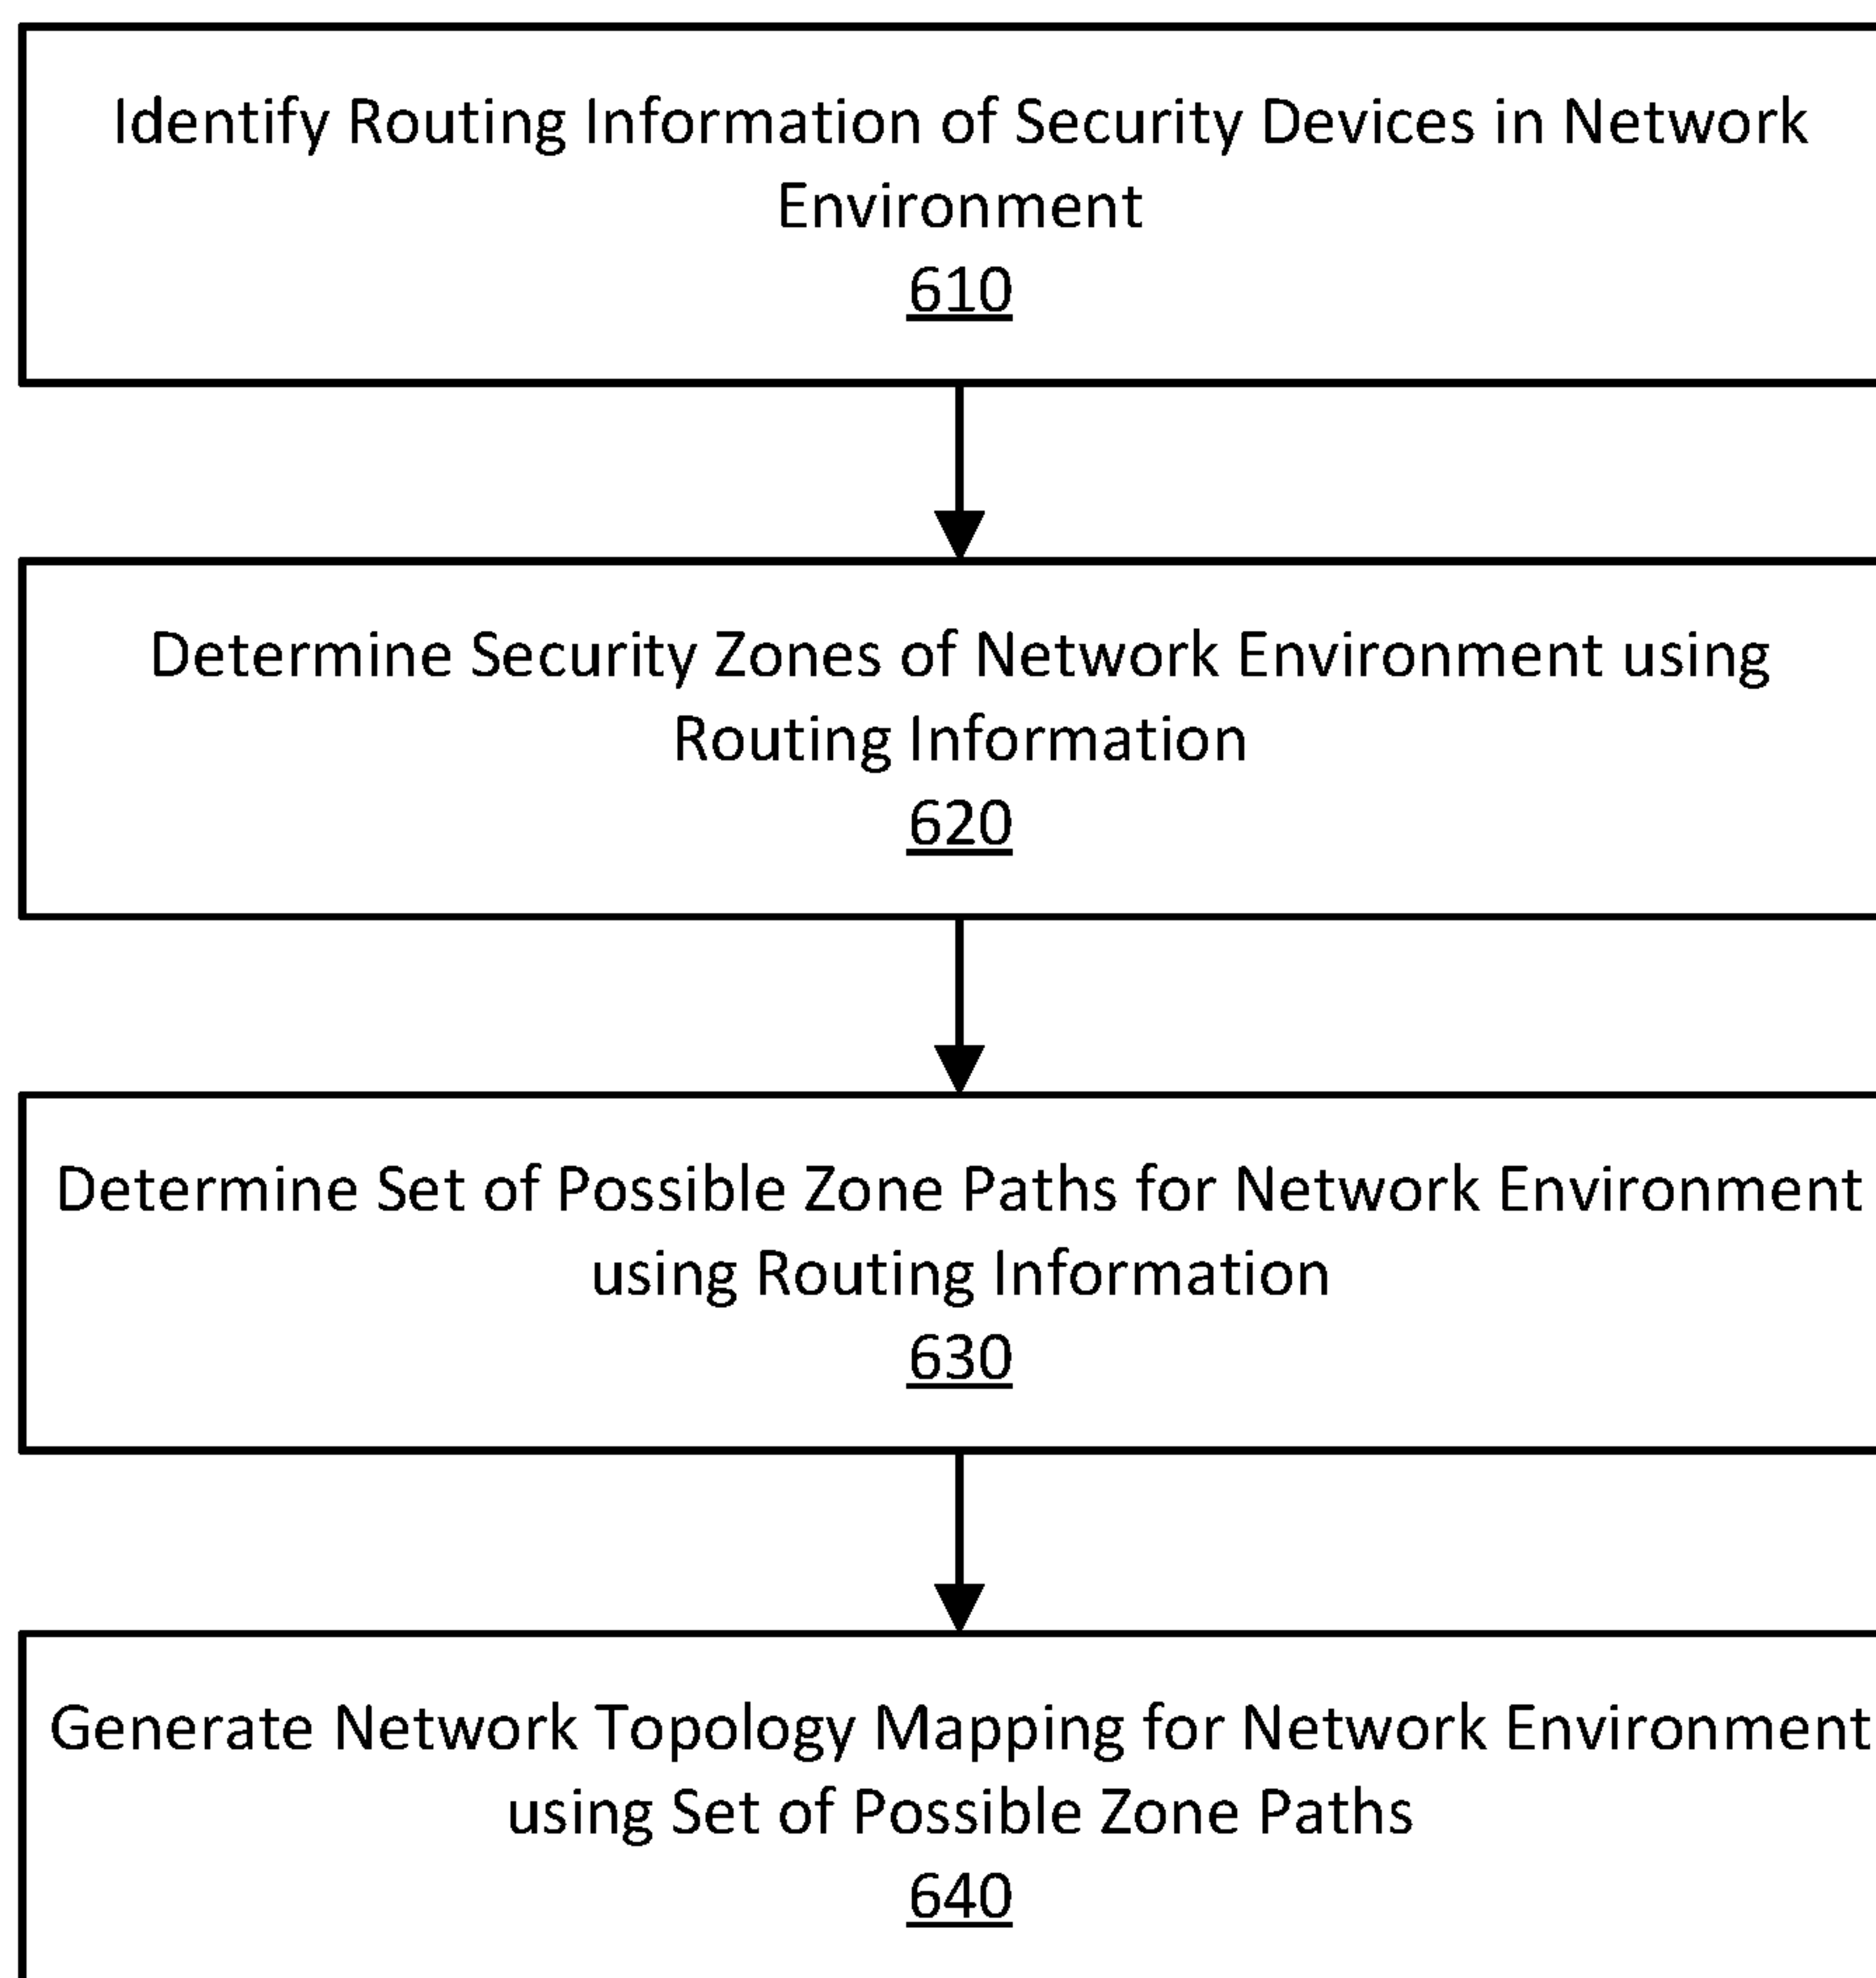 Identify Routing Information of Security Devices in Network
Environment
610
Determine Security Zones of Network Environment using
Routing Information
620
Determine Set of Possible Zone Paths for Network Environment
using Routing Information
630
Generate Network Topology Mapping for Network Environment
using Set of Possible Zone Paths
640